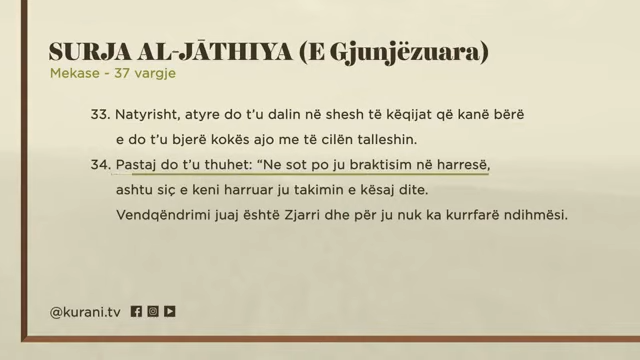 SURJA AL-JĀTHIYA (E Gjunjëzuara)
Mekase - 37 vargje
33. Natyrisht, atyre do t’u dalin në shesh të këqijat që kanë bërë
e do t’u bjerë kokës ajo me të cilën talleshin.
34. Pastaj do t’u thuhet: “Ne sot po ju braktisim në harresë,
ashtu siç e keni harruar ju takimin e kësaj dite.
Vendqëndrimi juaj është Zjarri dhe për ju nuk ka kurrfarë ndihmësi.
@kurani.tv